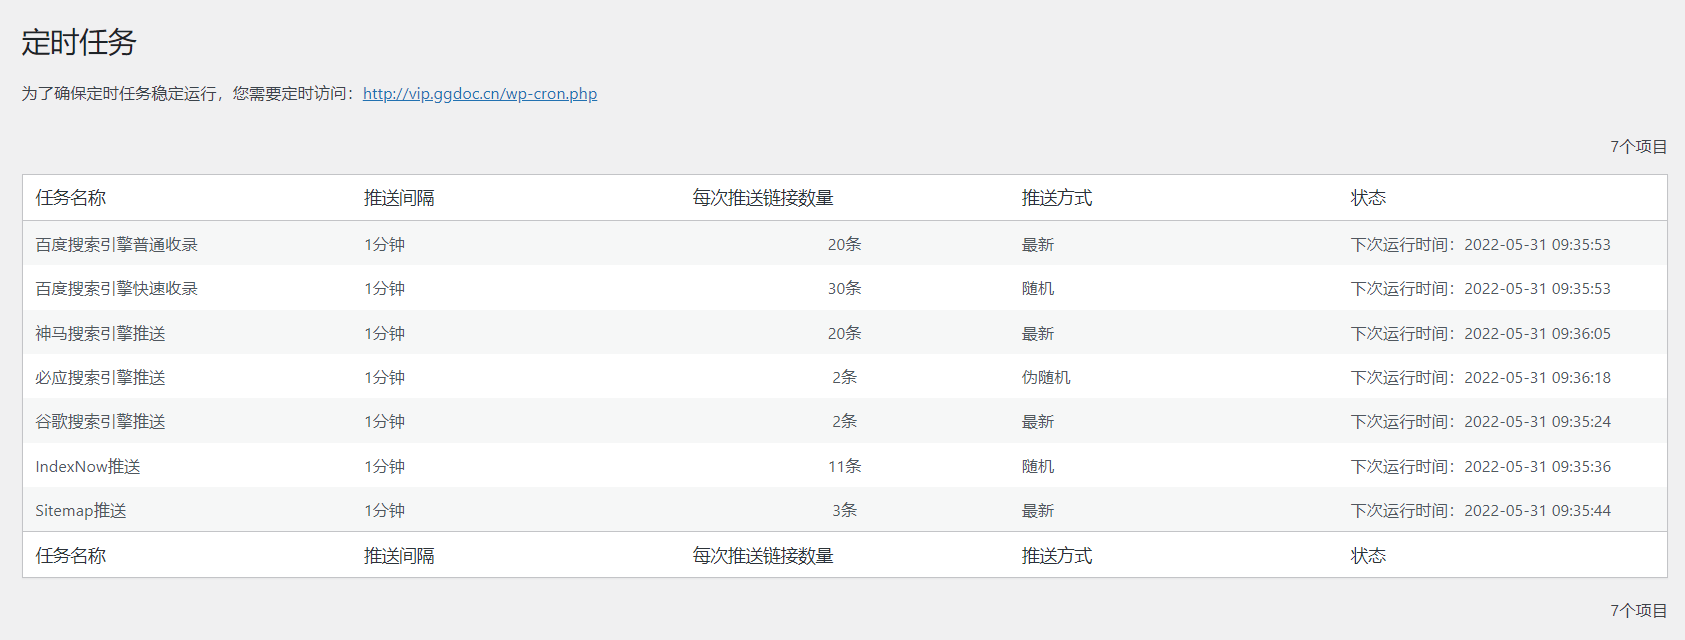 定时任务
为了确保定时任务稳定运行，您需要定时访问：http://vip.ggdoc.cn/wp-cron.php
7个项目
任务名称 推送间隔 每次推送链接数量 推送方式 状态
百度搜索引擎普通收录 1分钟 20条 最新 下次运行时间：2022-05-31 09:35:53
百度搜索引擎快速收录 1分钟 30条 随机 下次运行时间：2022-05-31 09:35:53
神马搜索引擎推送 1分钟 20条 最新 下次运行时间：2022-05-31 09:36:05
必应搜索引擎推送 1分钟 2条 伪随机 下次运行时间：2022-05-31 09:36:18
谷歌搜索引擎推送 1分钟 2条 最新 下次运行时间：2022-05-31 09:35:24
IndexNow推送 1分钟 11条 随机 下次运行时间：2022-05-31 09:35:36
Sitemap推送 1分钟 3条 最新 下次运行时间：2022-05-31 09:35:44
任务名称 推送间隔 每次推送链接数量 推送方式 状态
7个项目